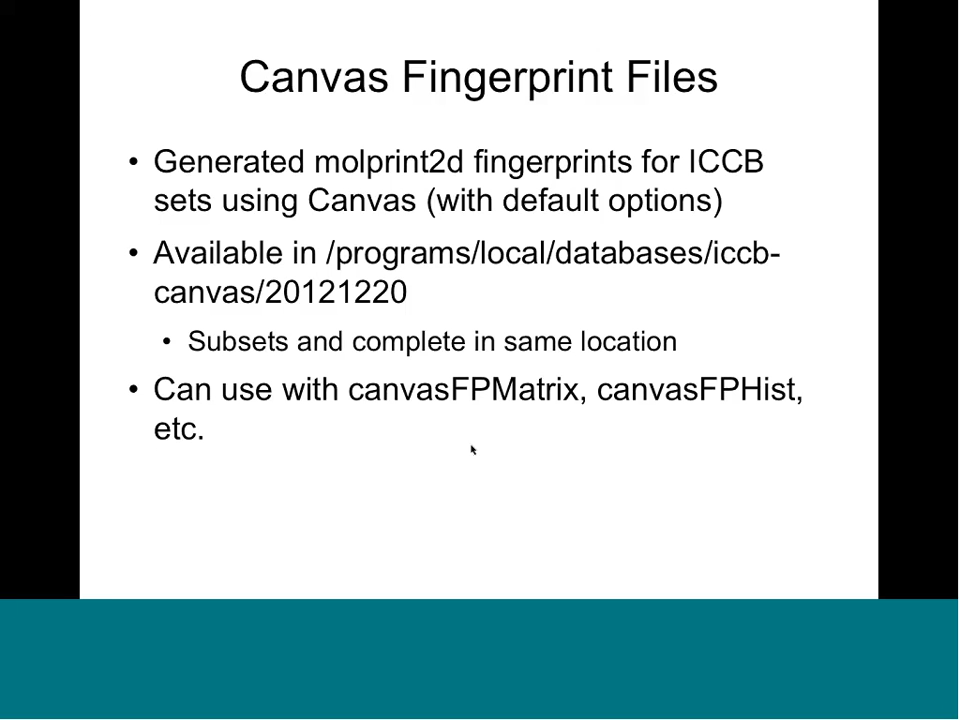 Canvas Fingerprint Files
• Generated molprint2d fingerprints for ICCB
sets using Canvas (with default options)
• Available in /programs/local/databases/iccb-
canvas/20121220
• Subsets and complete in same location
• Can use with canvasFPMatrix, canvasFPHist,
etc.